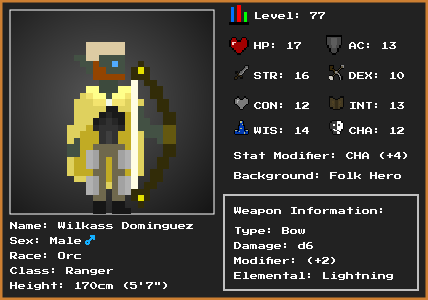 Level: 77
HP: 17
AC: 13
STR: 16
DEX: 10
CON: 12
INT: 13
WIS: 14
CHA: 12
Stat Modifier: CHA (+4)
Background: Folk Hero
Name: Wilkass Dominguez
Sex: Male
Race: Orc
Class: Ranger
Height: 170cm (5'7")
Weapon Information:
Type: Bow
Damage: d6
Modifier: (+2)
Elemental: Lightning